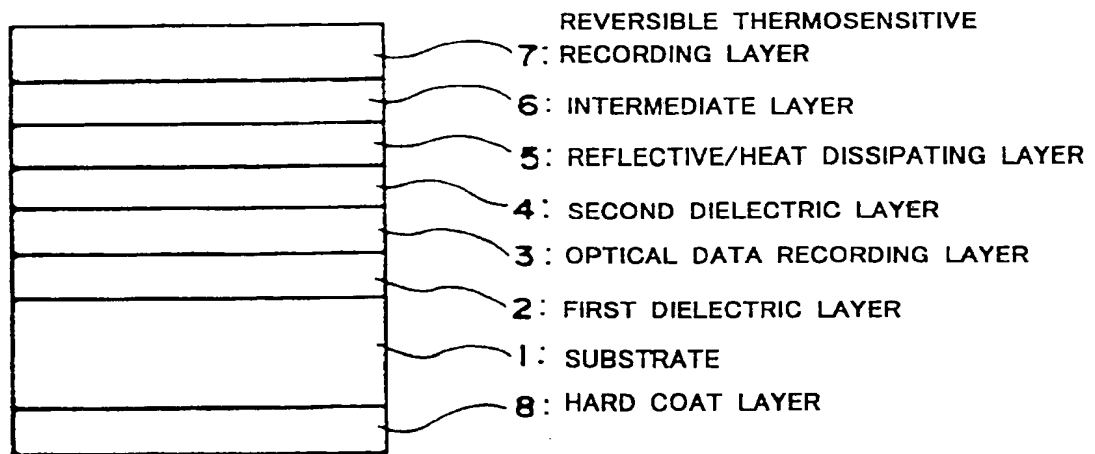 REVERSIBLE THERMOSENSITIVE
7: RECORDING LAYER
6: INTERMEDIATE LAYER
5: REFLECTIVE/HEAT DISSIPATING LAYER
4: SECOND DIELECTRIC LAYER
3: OPTICAL DATA RECORDING LAYER
2: FIRST DIELECTRIC LAYER
1: SUBSTRATE
8: HARD COAT LAYER